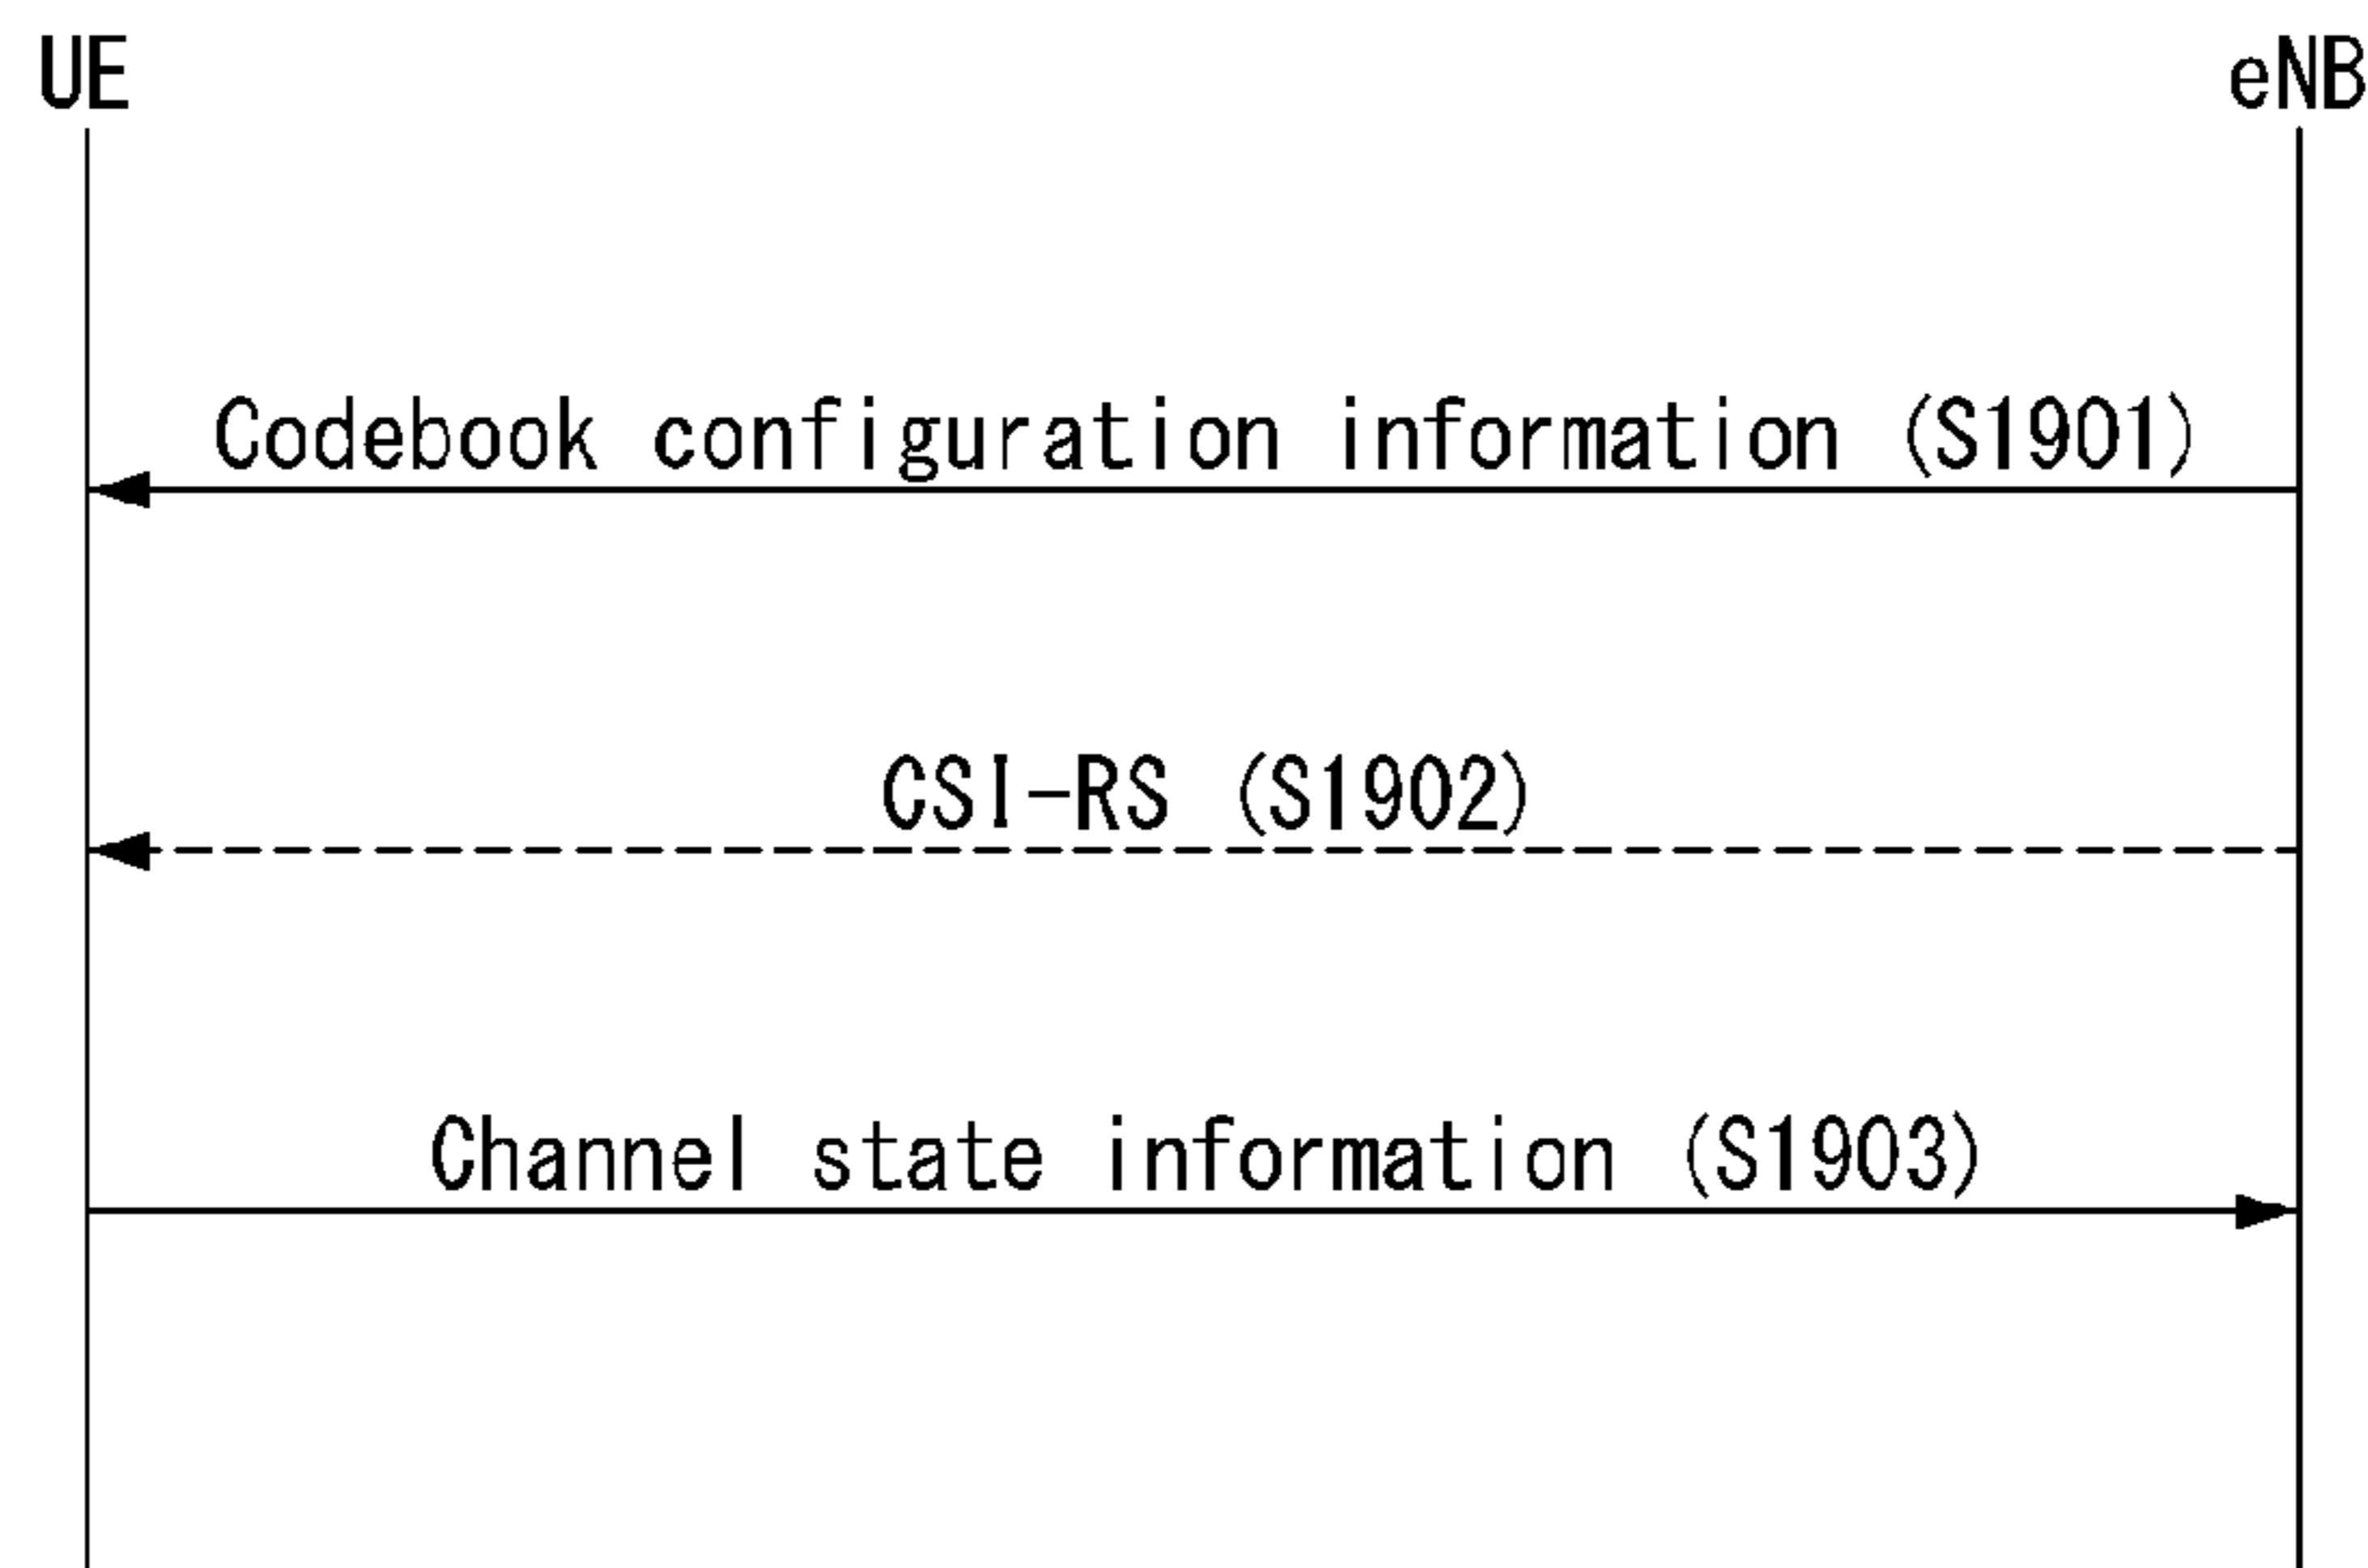 UE eNB
Codebook configuration information (S1901)
CSI-RS (S1902)
Channel state information (S1903)